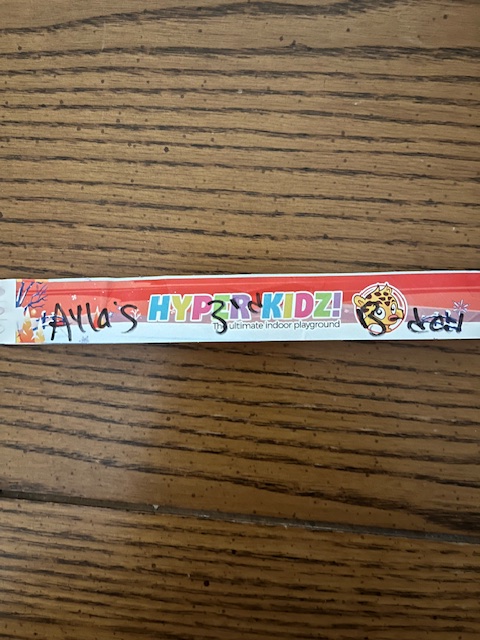 Ayla's HYPER KIDZ! 3rd
The ultimate indoor playground